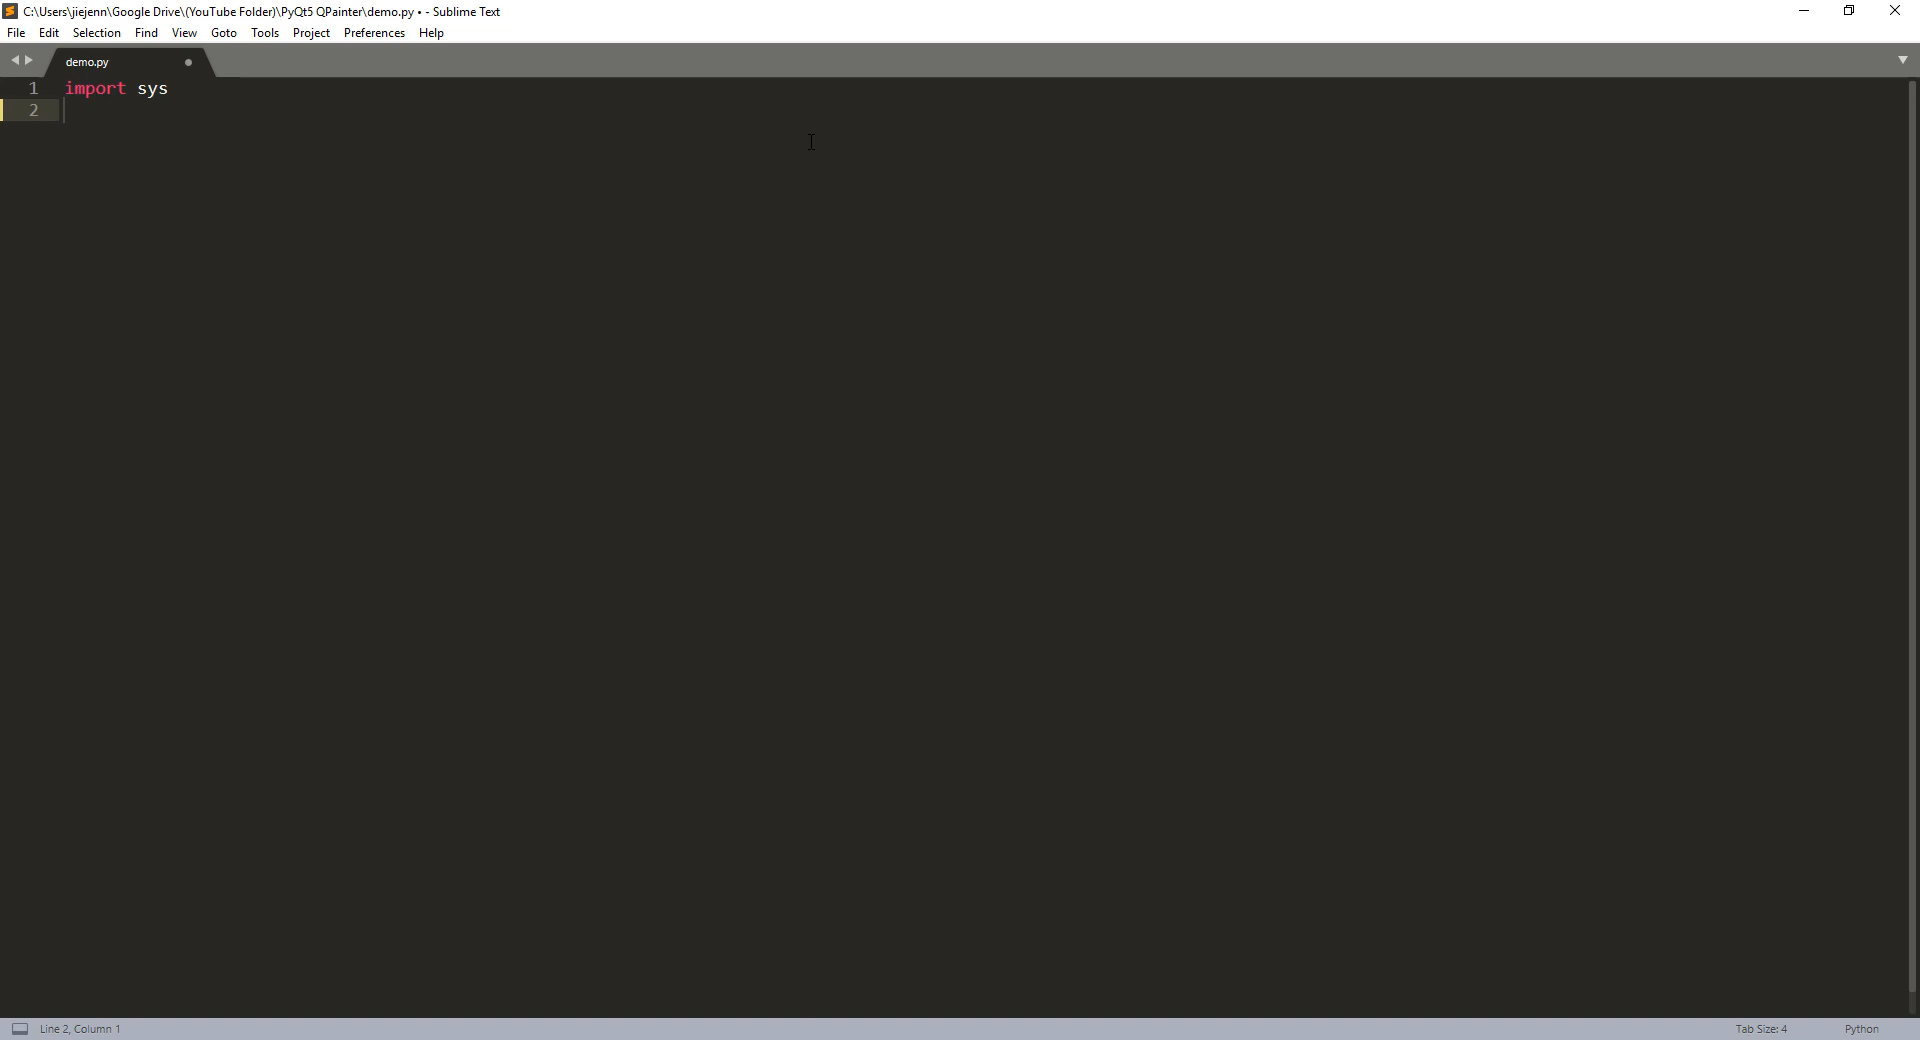 C:\Users\jiejenn\Google Drive\(YouTube Folder)\PyQt5 QPainter\demo.py • - Sublime Text
File Edit Selection Find View Goto Tools Project Preferences Help
demo.py
1 import sys
2
Line 2, Column 1 Tab Size: 4 Python